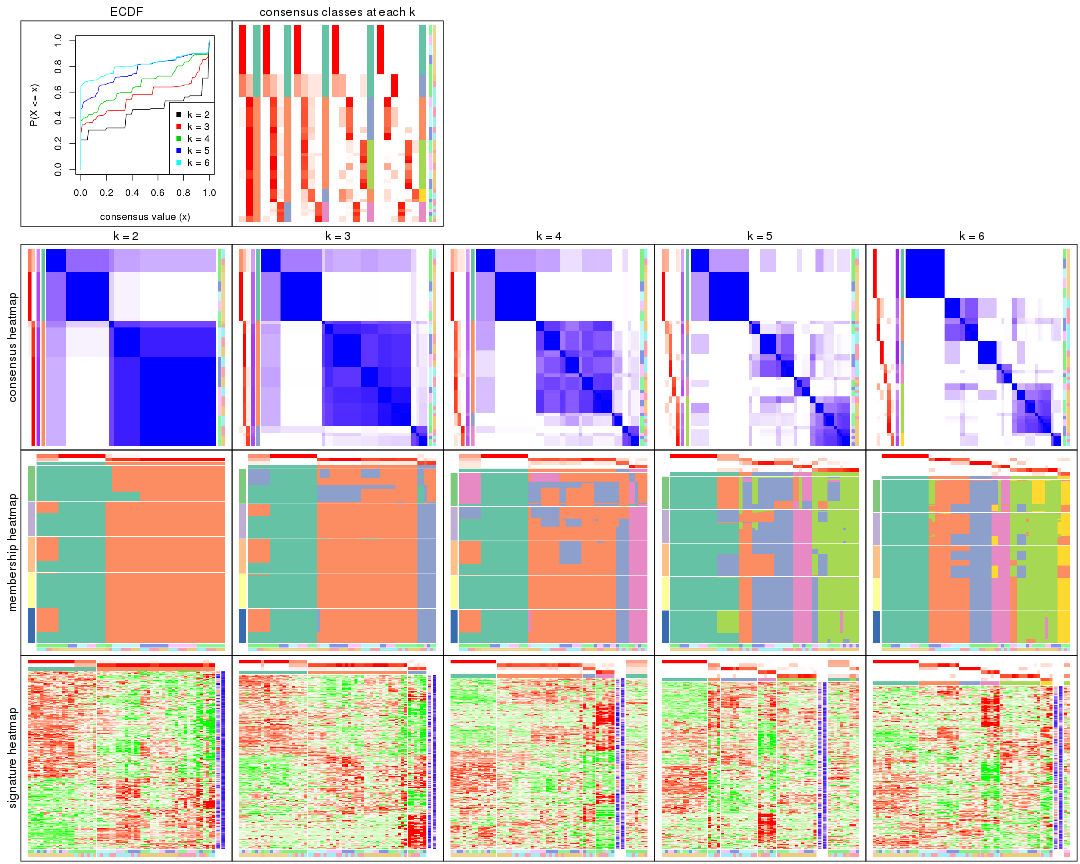 ECDF
consensus classes at each k
P(X <= x)
0.0 0.2 0.4 0.6 0.8 1.0
k = 2
k = 3
k = 4
k = 5
k = 6
0.0 0.2 0.4 0.6 0.8 1.0
consensus value (x)
k = 2
k = 3
k = 4
k = 5
k = 6
consensus heatmap
membership heatmap
signature heatmap